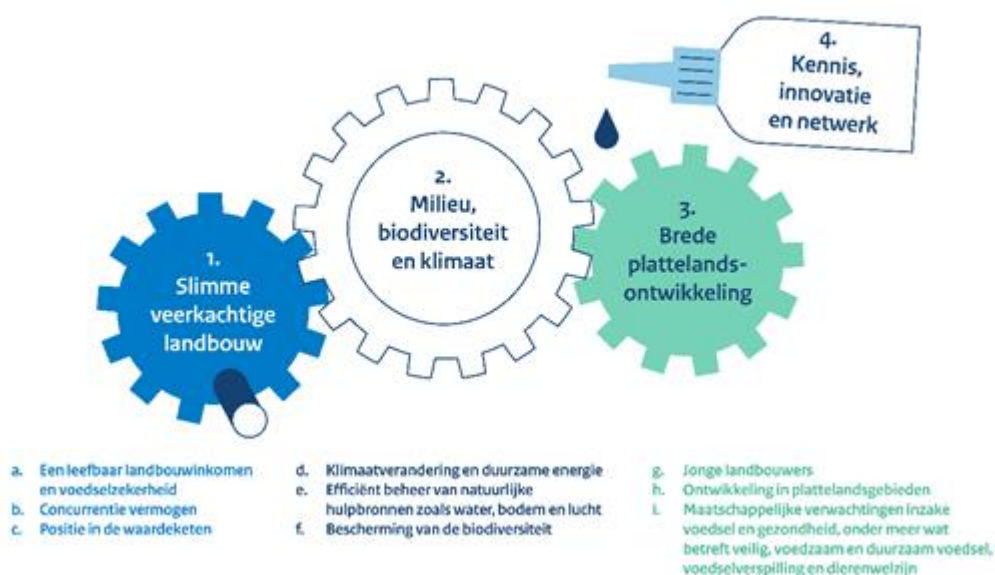 4.
Kennis,
innovatie
en netwerk
2.
Milieu,
biodiversiteit
en klimaat
3.
Brede
plattelands-
ontwikkeling
1.
Slimme
veerkachtige
landbouw
a. Een leefbaar landbouwinkomen
en voedselzekerheid
b. Concurrentie vermogen
c. Positie in de waardeketen
d. Klimaatverandering en duurzame energie
e. Efficiënt beheer van natuurlijke
hulpbronnen zoals water, bodem en lucht
f. Bescherming van de biodiversiteit
g. Jonge landbouwers
h. Ontwikkeling in plattelandsgebieden
i. Maatschappelijke verwachtingen inzake
voedsel en gezondheid, onder meer wat
betreft veilig, voedzaam en duurzaam voedsel,
voedselverspilling en dierenwelzijn